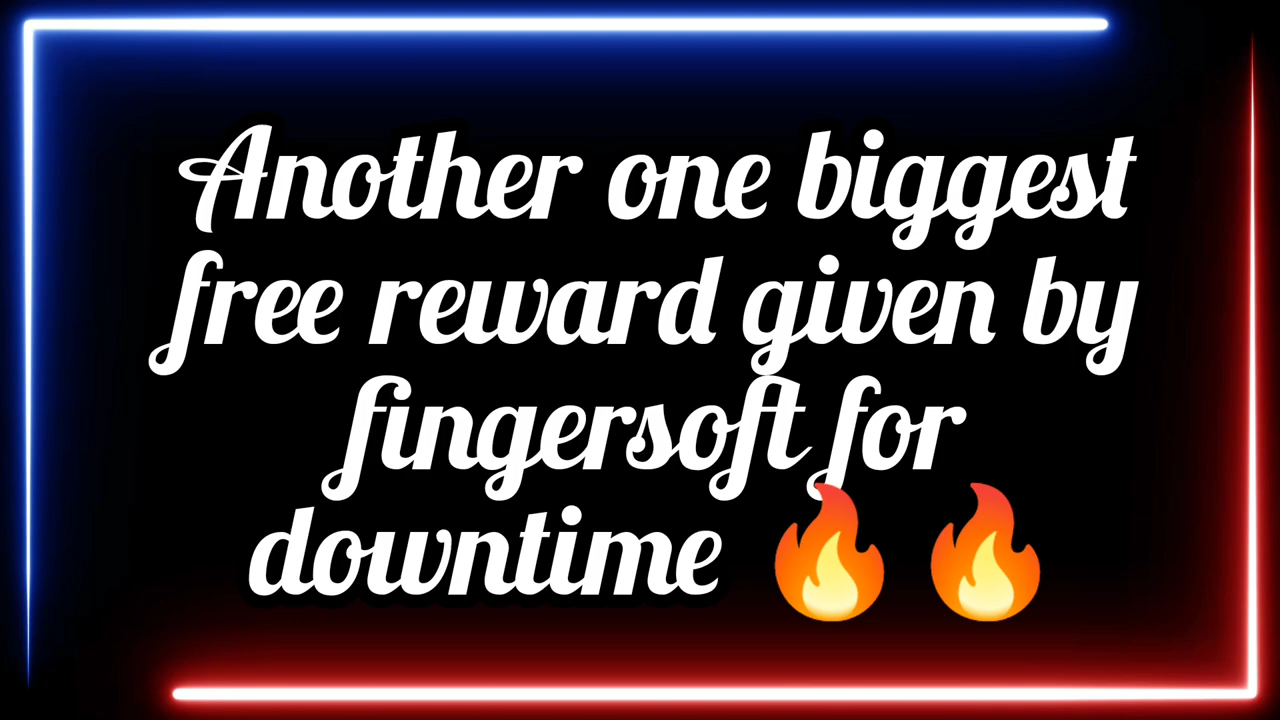 Another one biggest
free reward given by
fingersoft for
downtime 🔥 🔥